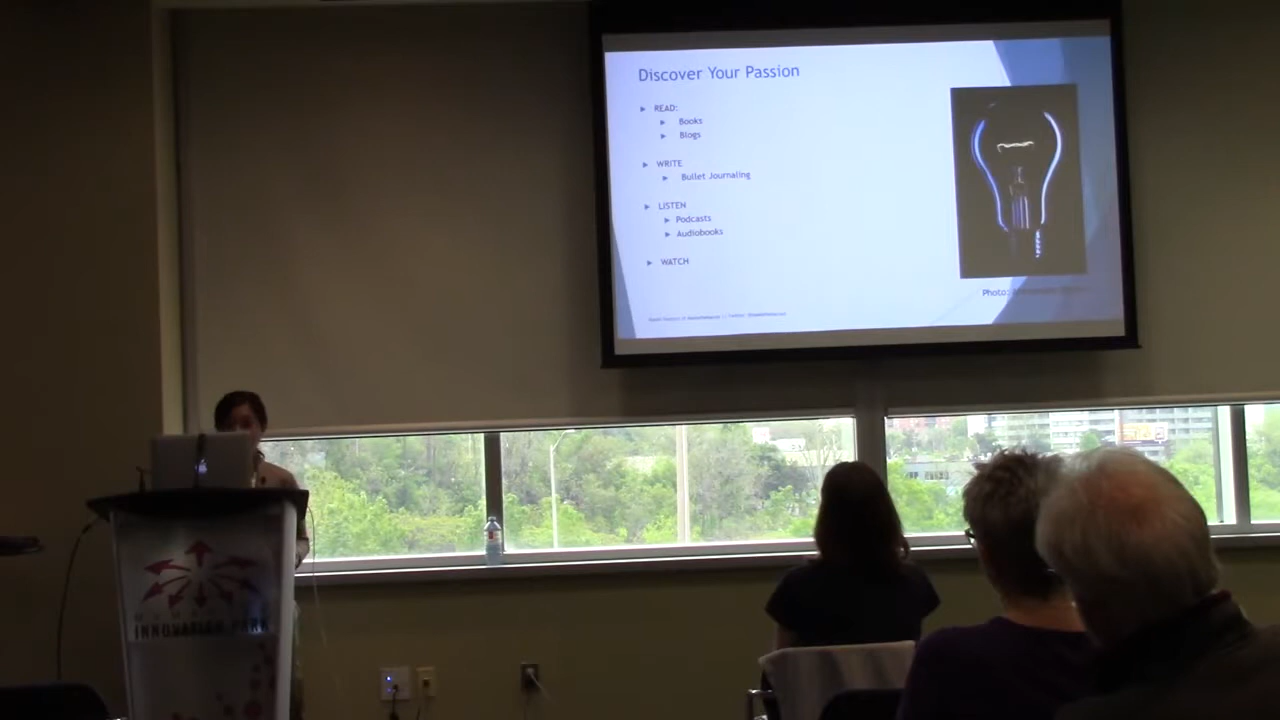 Discover Your Passion
READ:
Books
Blogs
WRITE
Bullet Journaling
LISTEN
Podcasts
Audiobooks
WATCH
Photo:
INNOVATION PARK